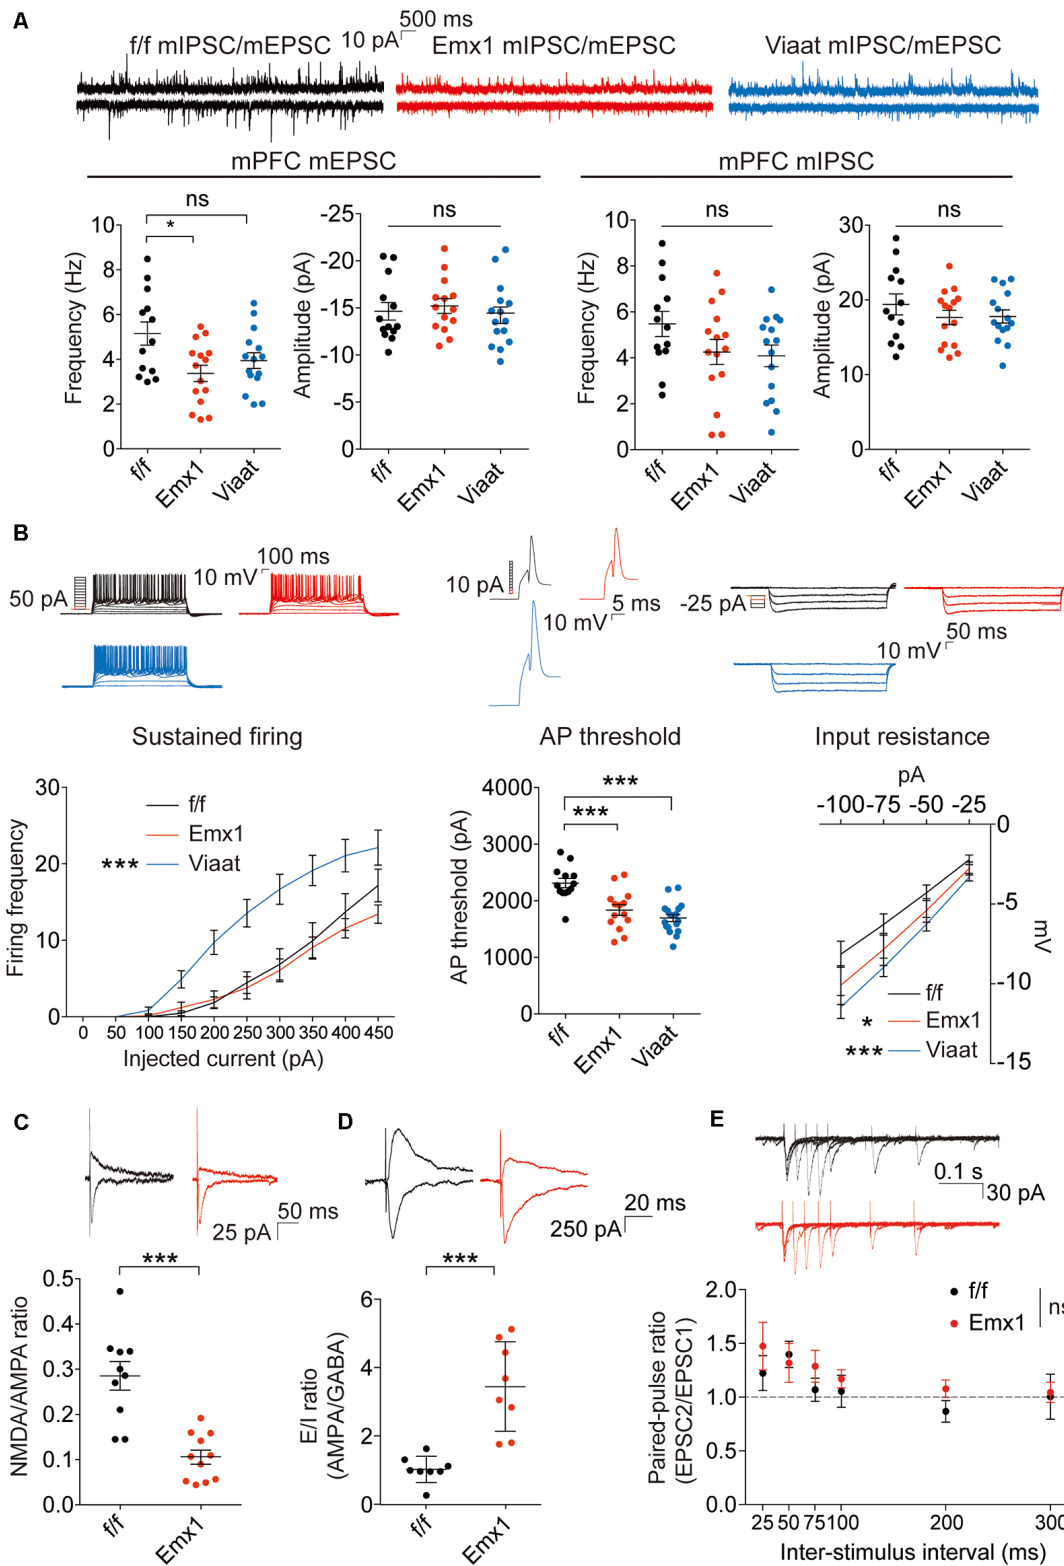 A
500 ms
10 pA
f/f mIPSC/mEPSC
Emx1 mIPSC/mEPSC
Viaat mIPSC/mEPSC
mPFC mEPSC
mPFC mIPSC
ns
*
Frequency (Hz)
10
8
6
4
2
0
f/f
Emx1
Viaat
ns
Amplitude (pA)
-25
-20
-15
-10
-5
0
f/f
Emx1
Viaat
ns
Frequency (Hz)
10
8
6
4
2
0
f/f
Emx1
Viaat
ns
Amplitude (pA)
30
20
10
0
f/f
Emx1
Viaat
B
50 pA
100 ms
10 mV
10 pA
5 ms
10 mV
-25 pA
50 ms
10 mV
Sustained firing
Firing frequency
30
20
10
0
f/f
Emx1
*** Viaat
0 50 100 150 200 250 300 350 400 450
Injected current (pA)
AP threshold
AP threshold (pA)
4000
3000
2000
1000
0
***
***
f/f
Emx1
Viaat
Input resistance
pA
-100 -75 -50 -25
0
-5
-10
-15
mV
f/f
* Emx1
*** Viaat
C
50 ms
25 pA
***
NMDA/AMPA ratio
0.5
0.4
0.3
0.2
0.1
0.0
f/f
Emx1
D
20 ms
250 pA
***
E/I ratio
(AMPA/GABA)
6
4
2
0
f/f
Emx1
E
0.1 s
30 pA
f/f
Emx1
ns
Paired-pulse ratio
(EPSC2/EPSC1)
2.0
1.5
1.0
0.5
0.0
25 50 75 100 200 300
Inter-stimulus interval (ms)